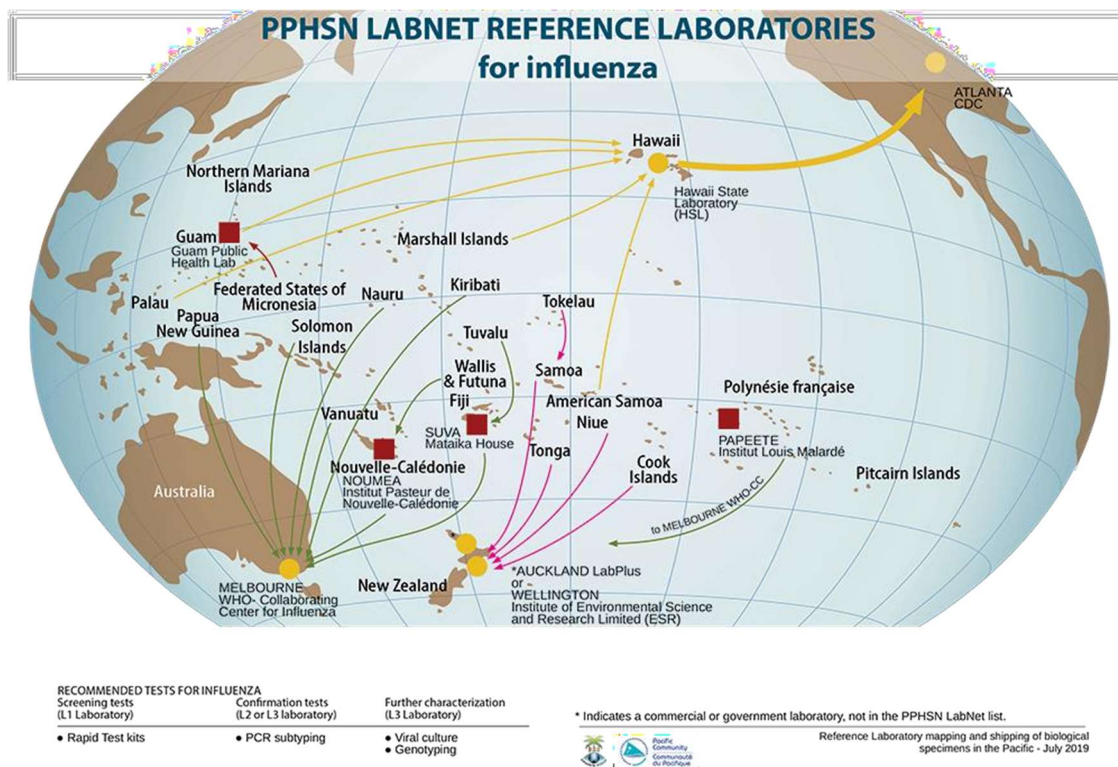 PPHSN LABNET REFERENCE LABORATORIES
for influenza
ATLANTA
CDC
Hawaii
Hawaii State
Laboratory
(HSL)
Northern Mariana
Islands
Guam
Guam Public
Health Lab
Marshall Islands
Palau
Federated States of
Micronesia
Papua
New Guinea
Solomon
Islands
Nauru
Kiribati
Tuvalu
Tokelau
Samoa
Wallis
& Futuna
Fiji
SUVA
Mataika House
Vanuatu
Nouvelle-Calédonie
NOUMEA
Institut Pasteur de
Nouvelle-Calédonie
American Samoa
Niue
Tonga
Cook
Islands
Polynésie française
PAPEETE
Institut Louis Malardé
Pitcairn Islands
to MELBOURNE WHO-CC
Australia
MELBOURNE
WHO- Collaborating
Center for Influenza
New Zealand
*AUCKLAND LabPlus
or
WELLINGTON
Institute of Environmental Science
and Research Limited (ESR)
RECOMMENDED TESTS FOR INFLUENZA
Screening tests
(L1 Laboratory)
• Rapid Test kits
Confirmation tests
(L2 or L3 laboratory)
• PCR subtyping
Further characterization
(L3 Laboratory)
• Viral culture
• Genotyping
* Indicates a commercial or government laboratory, not in the PPHSN LabNet list.
Pacific
Community
Communauté
du Pacifique
Reference Laboratory mapping and shipping of biological
specimens in the Pacific - July 2019